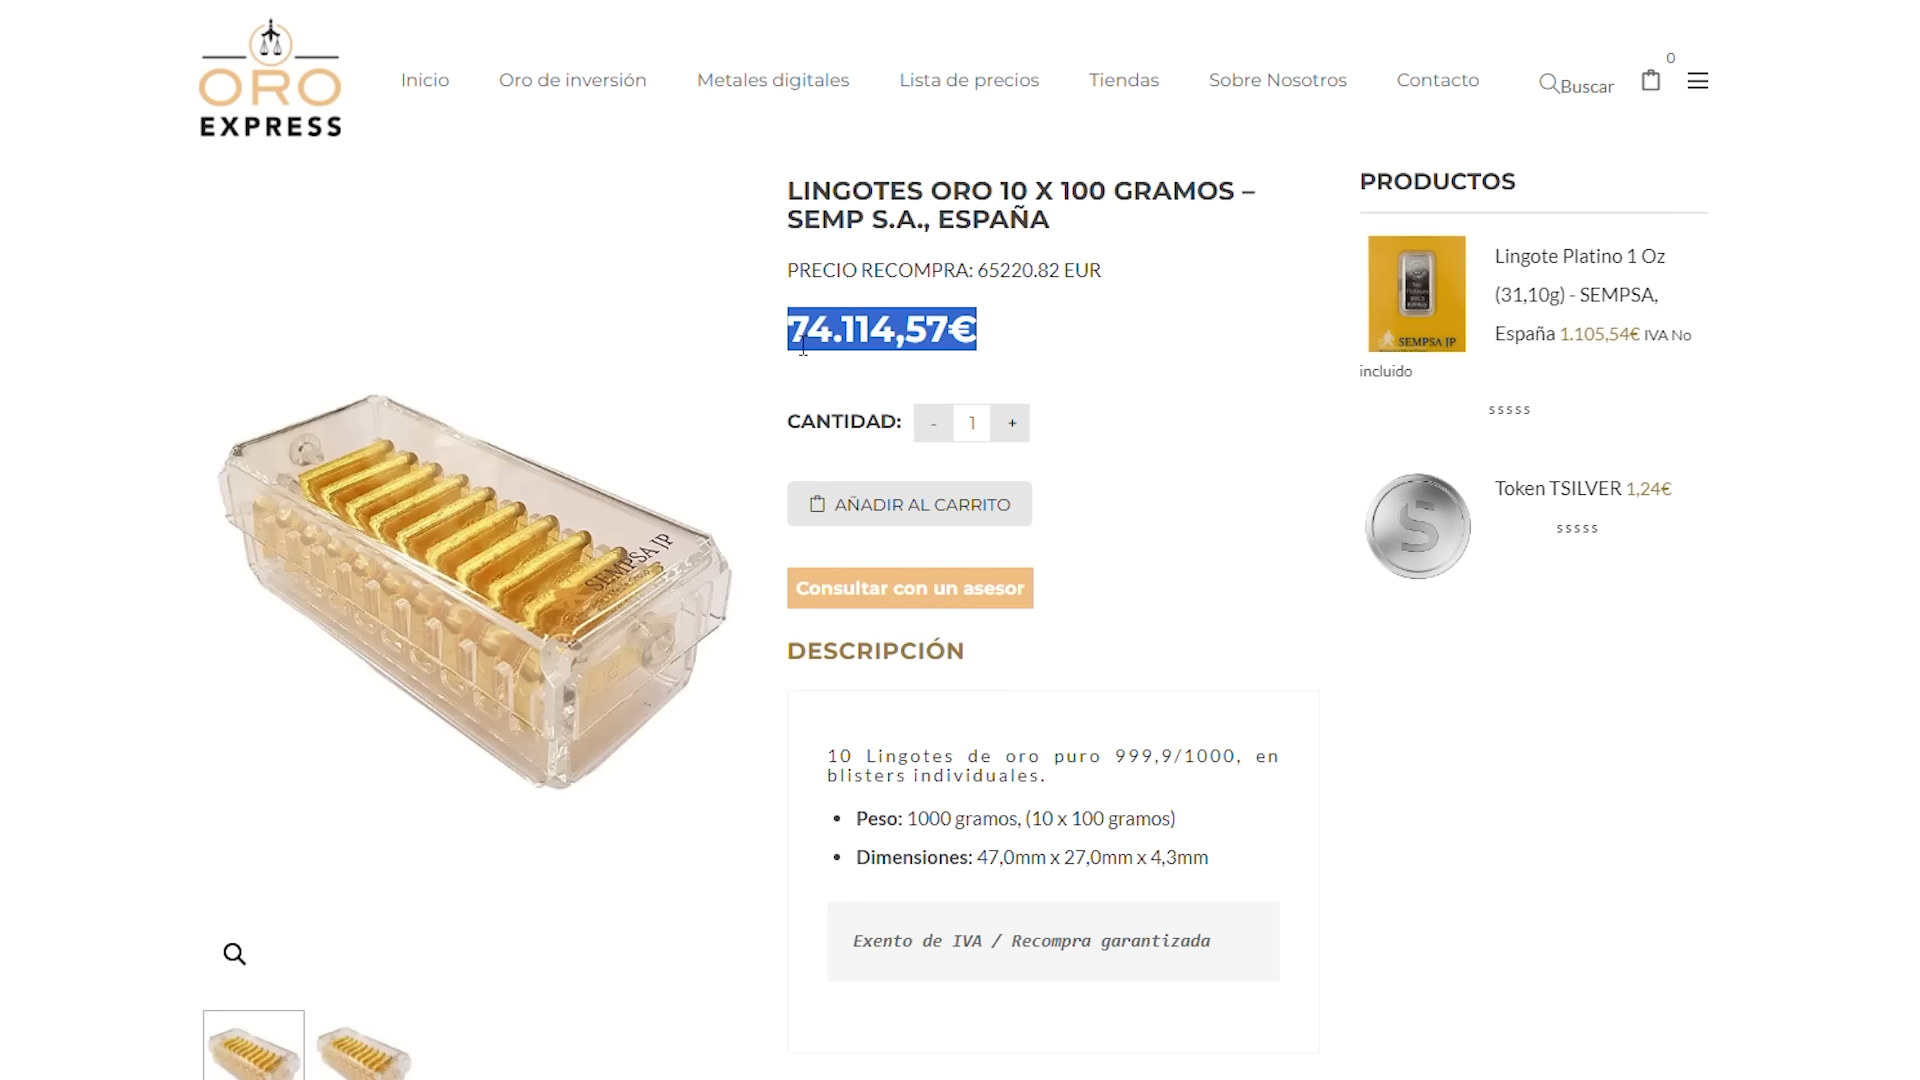 ORO
EXPRESS
Inicio
Oro de inversión
Metales digitales
Lista de precios
Tiendas
Sobre Nosotros
Contacto
Buscar
0
LINGOTES ORO 10 X 100 GRAMOS –
SEMP S.A., ESPAÑA
PRECIO RECOMPRA: 65220.82 EUR
74.114,57€
CANTIDAD:
- 1 +
AÑADIR AL CARRITO
Consultar con un asesor
DESCRIPCIÓN
10 Lingotes de oro puro 999,9/1000, en
blisters individuales.
• Peso: 1000 gramos, (10 x 100 gramos)
• Dimensiones: 47,0mm x 27,0mm x 4,3mm
Exento de IVA / Recompra garantizada
SEMPSA JP
PRODUCTOS
SEMPSA JP
Lingote Platino 1 Oz
(31,10g) - SEMPSA,
España 1.105,54€ IVA No
incluido
sssss
S
Token TSILVER 1,24€
sssss